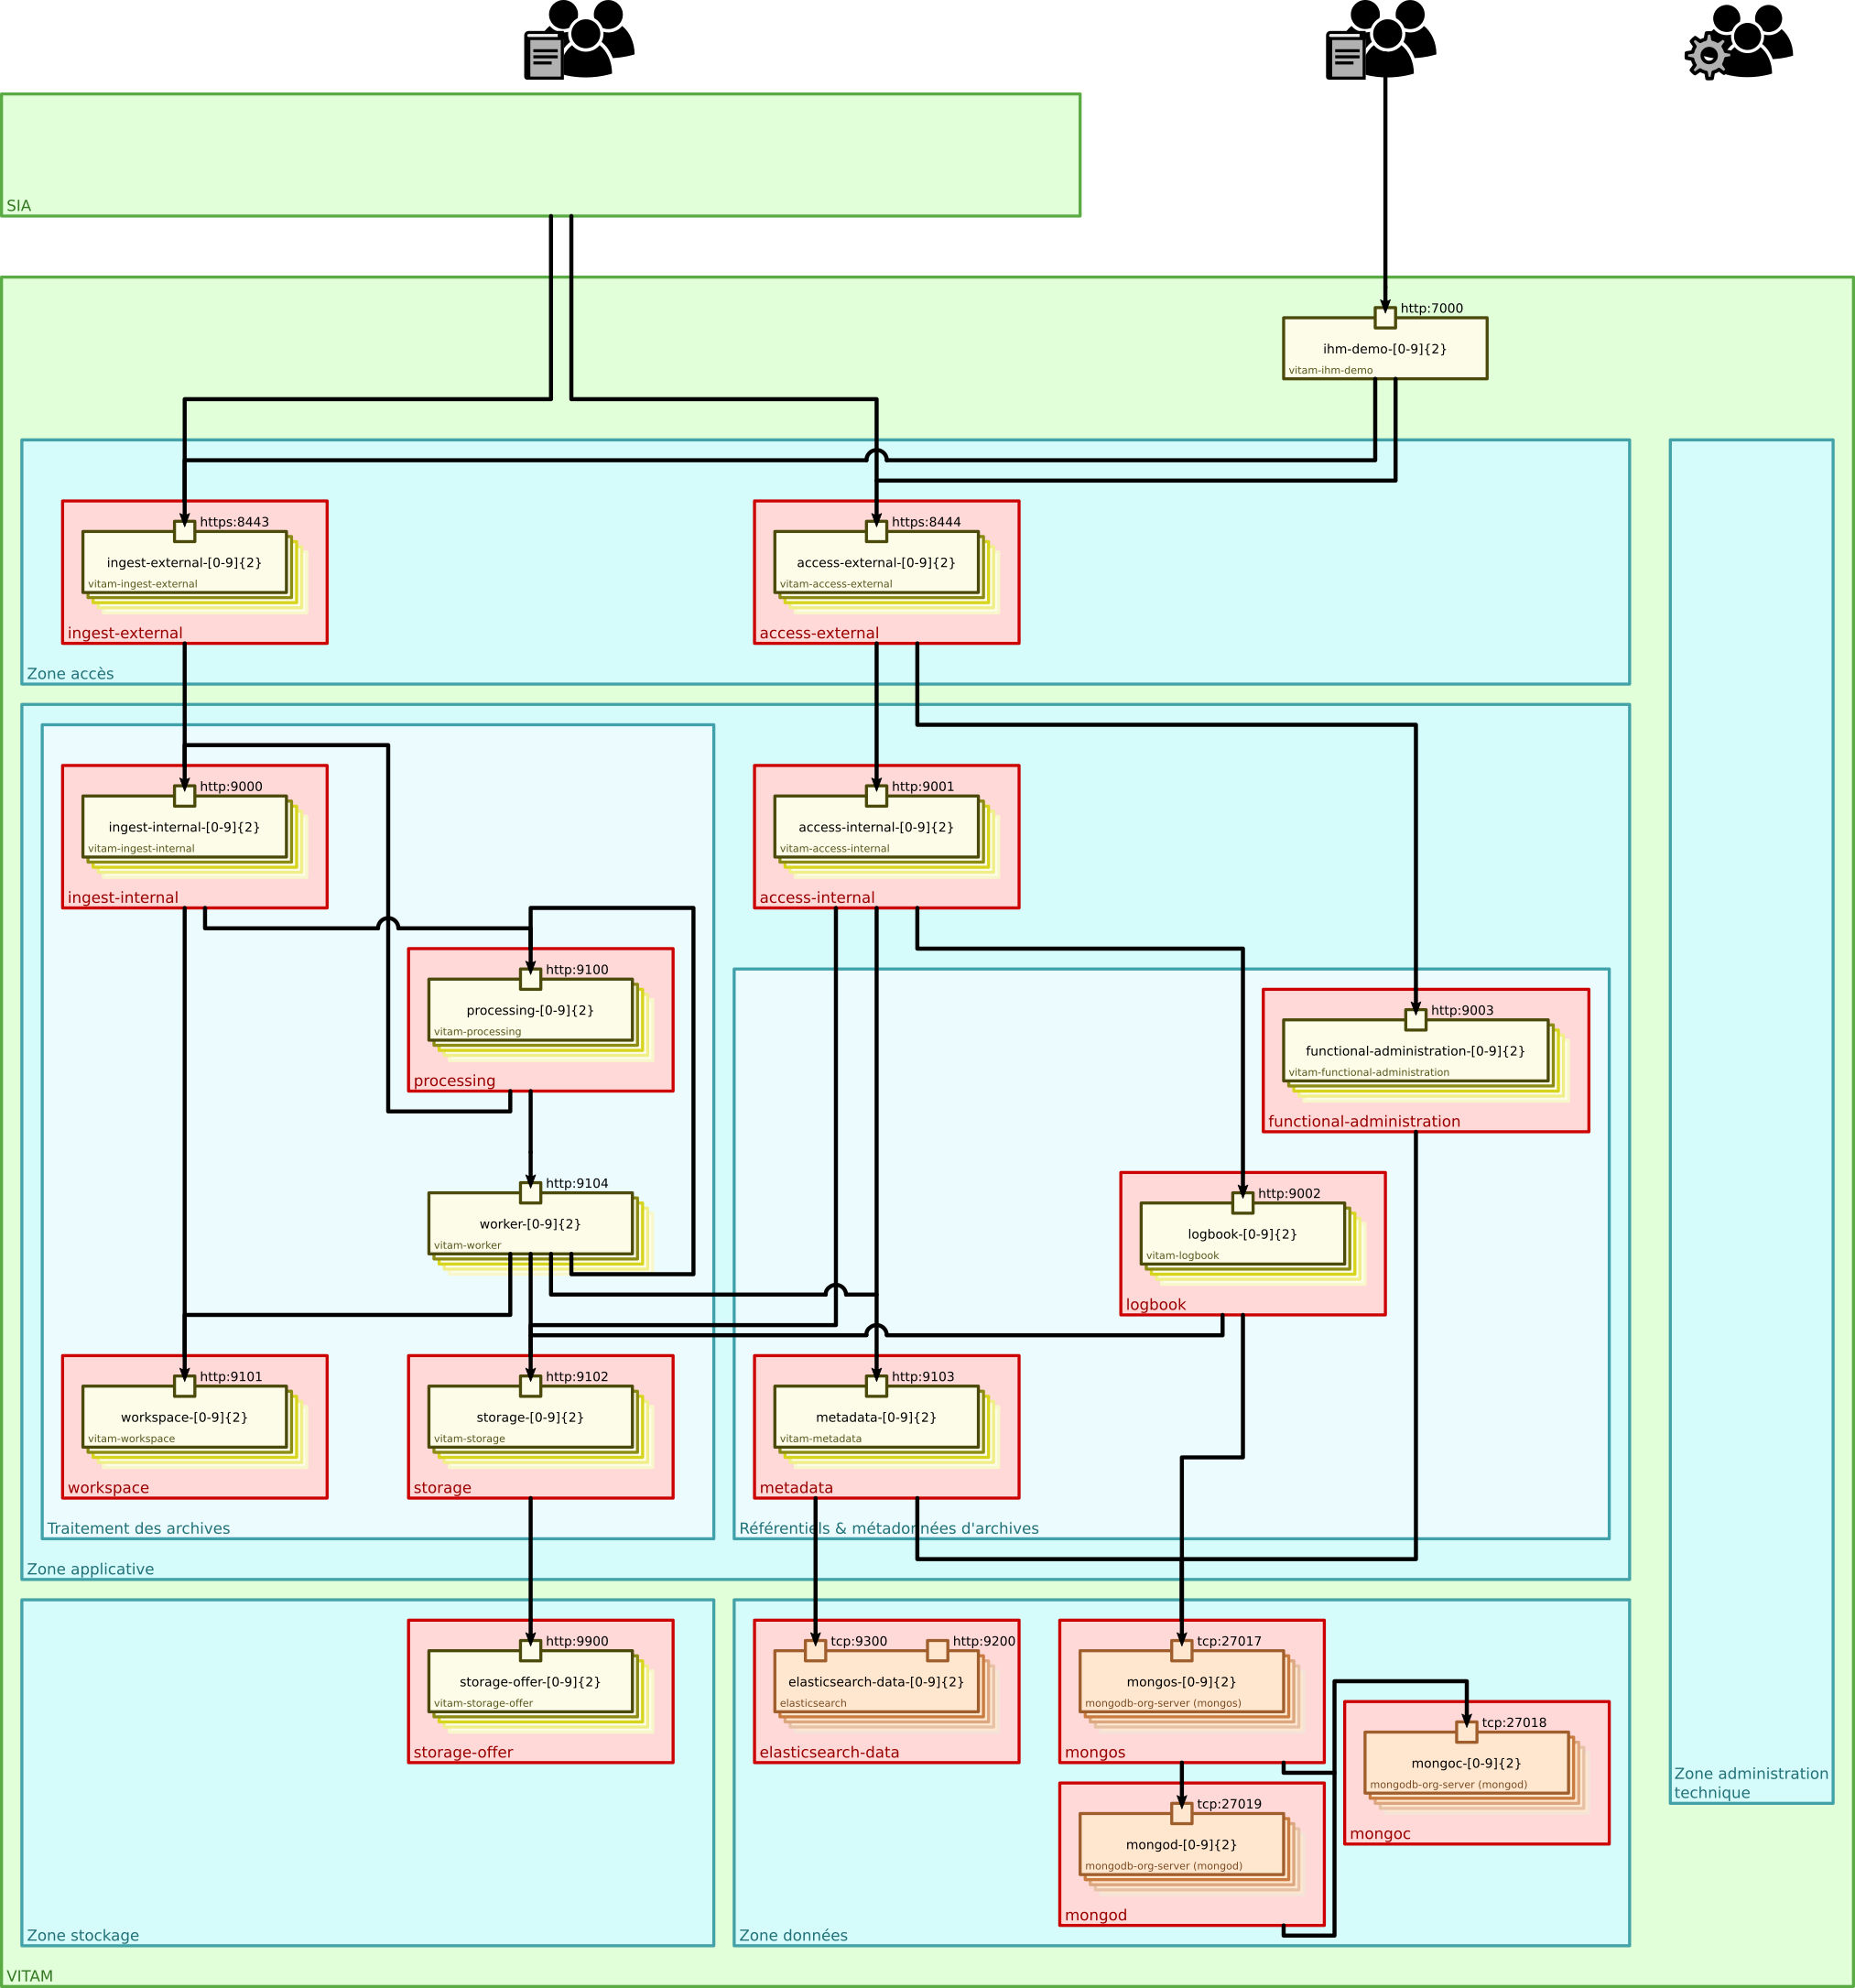 SIA
http:7000
ihm-demo-[0-9]{2}
vitam-ihm-demo
https:8443
ingest-external-[0-9]{2}
vitam-ingest-external
ingest-external
https:8444
access-external-[0-9]{2}
vitam-access-external
access-external
Zone accès
http:9000
ingest-internal-[0-9]{2}
vitam-ingest-internal
ingest-internal
http:9001
access-internal-[0-9]{2}
vitam-access-internal
access-internal
http:9100
processing-[0-9]{2}
vitam-processing
processing
http:9003
functional-administration-[0-9]{2}
vitam-functional-administration
functional-administration
http:9104
worker-[0-9]{2}
vitam-worker
http:9002
logbook-[0-9]{2}
vitam-logbook
logbook
http:9101
workspace-[0-9]{2}
vitam-workspace
workspace
http:9102
storage-[0-9]{2}
vitam-storage
storage
http:9103
metadata-[0-9]{2}
vitam-metadata
metadata
Traitement des archives
Référentiels & métadonnées d'archives
Zone applicative
http:9900
storage-offer-[0-9]{2}
vitam-storage-offer
storage-offer
tcp:9300
http:9200
elasticsearch-data-[0-9]{2}
elasticsearch
elasticsearch-data
tcp:27017
mongos-[0-9]{2}
mongodb-org-server (mongos)
mongos
tcp:27018
mongoc-[0-9]{2}
mongodb-org-server (mongod)
mongoc
tcp:27019
mongod-[0-9]{2}
mongodb-org-server (mongod)
mongod
Zone administration
technique
Zone stockage
Zone données
VITAM